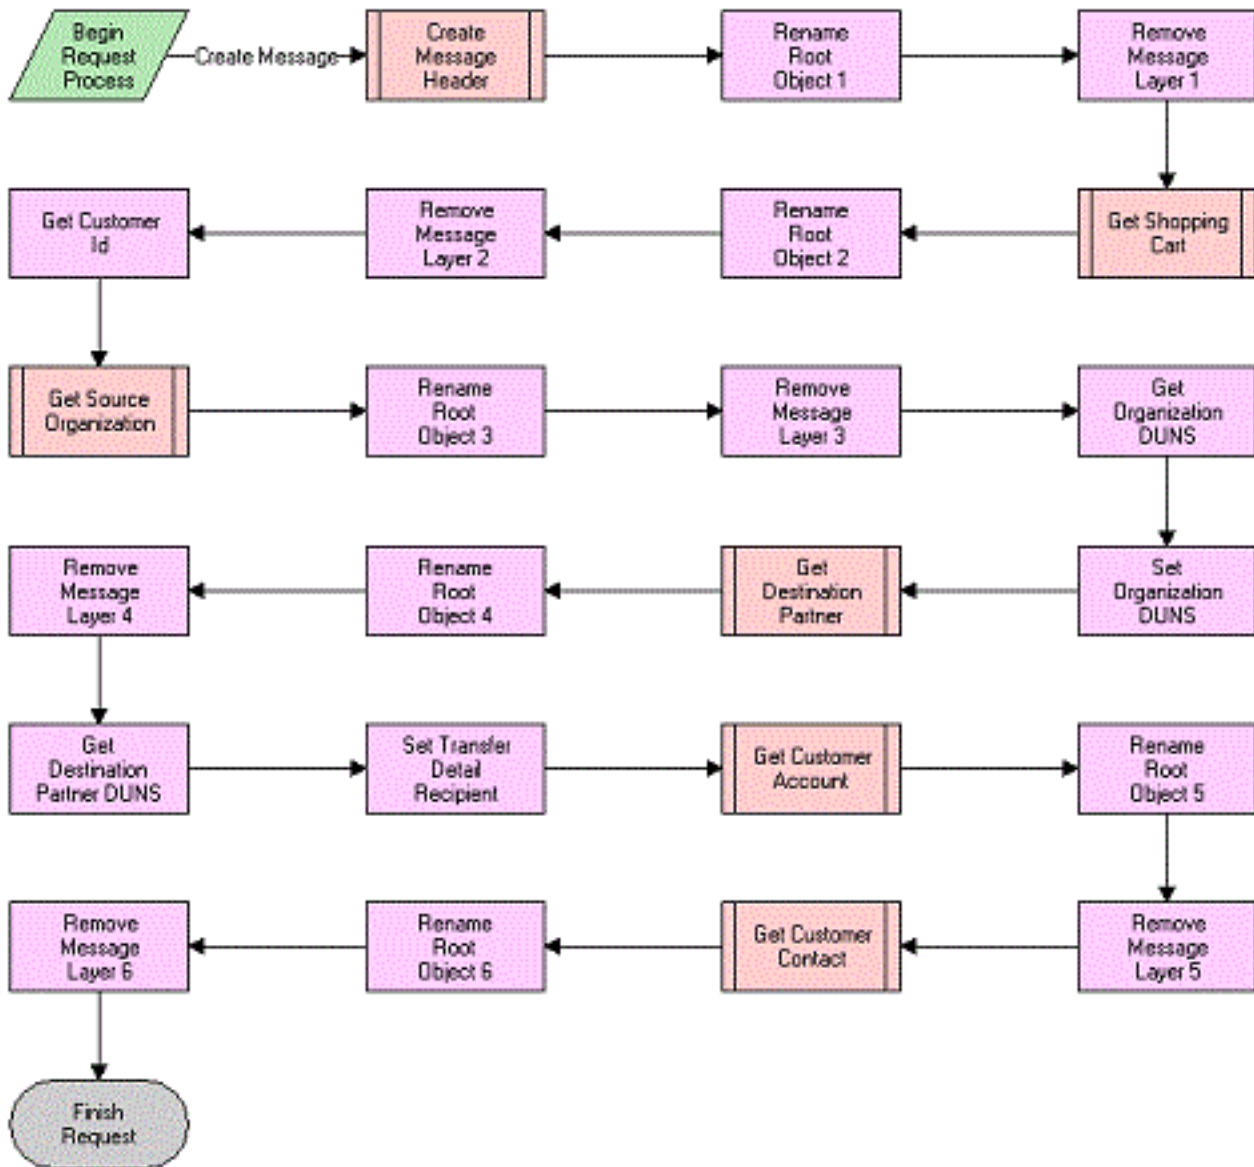 Begin
Request
Process
Create Message
Create
Message
Header
Rename
Root
Object 1
Remove
Message
Layer 1
Get Shopping
Cart
Rename
Root
Object 2
Remove
Message
Layer 2
Get Customer
Id
Get Source
Organization
Rename
Root
Object 3
Remove
Message
Layer 3
Get
Organization
DUNS
Set
Organization
DUNS
Get
Destination
Partner
Rename
Root
Object 4
Remove
Message
Layer 4
Get
Destination
Partner DUNS
Set Transfer
Detail
Recipient
Get Customer
Account
Rename
Root
Object 5
Remove
Message
Layer 5
Get Customer
Contact
Rename
Root
Object 6
Remove
Message
Layer 6
Finish
Request